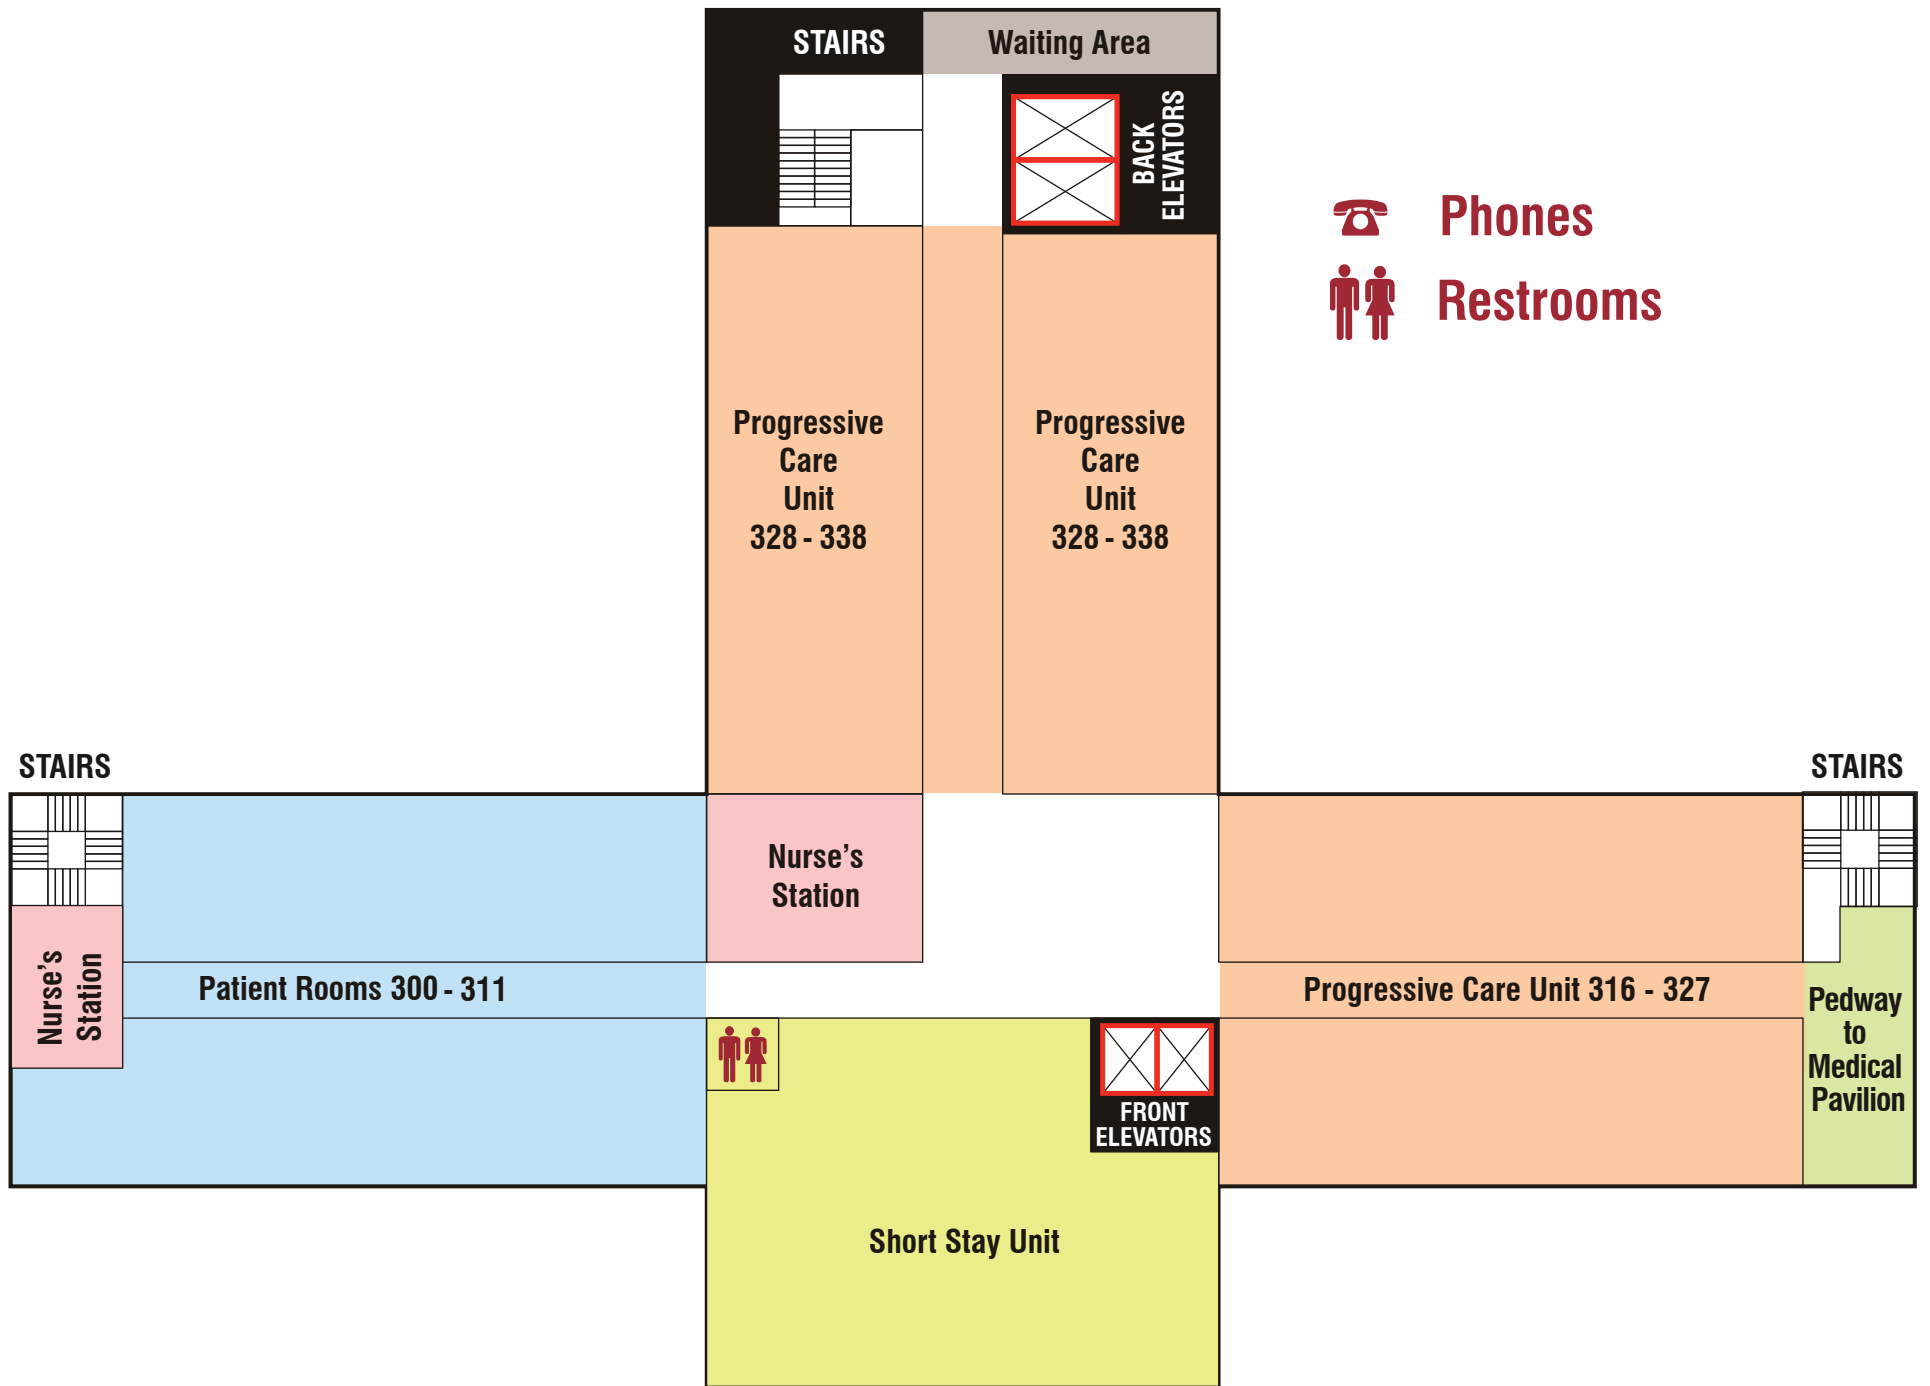 STAIRS
Waiting Area
BACK
ELEVATORS
Phones
Restrooms
Progressive
Care
Unit
328 - 338
Progressive
Care
Unit
328 - 338
STAIRS
STAIRS
Nurse's
Station
Nurse's
Station
Patient Rooms 300 - 311
Progressive Care Unit 316 - 327
Pedway
to
Medical
Pavilion
FRONT
ELEVATORS
Short Stay Unit